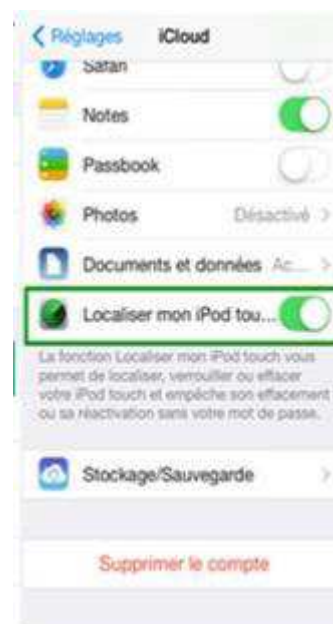 Réglages iCloud
Safari
Notes
Passbook
Photos Désactivé
Documents et données Ac...
Localiser mon iPod tou...
La fonction Localiser mon iPod touch vous
permet de localiser, verrouiller ou effacer
votre iPod touch et empêche son effacement
ou sa réactivation sans votre mot de passe.
Stockage/Sauvegarde
Supprimer le compte